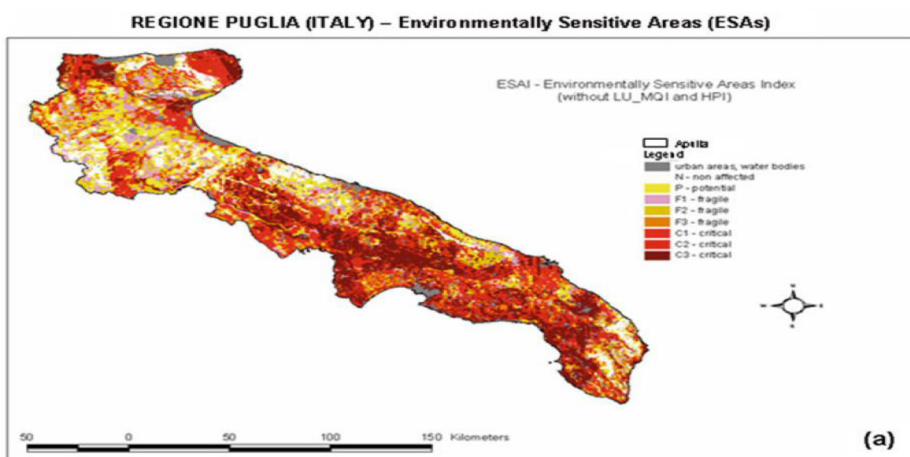 REGIONE PUGLIA (ITALY) – Environmentally Sensitive Areas (ESAs)
ESAI - Environmentally Sensitive Areas Index
(without LU_MQI and HPI)
Apulia
Legend
urban areas, water bodies
N - non affected
P - potential
F1 - fragile
F2 - fragile
F3 - fragile
C1 - critical
C2 - critical
C3 - critical
N
W E
S
50 0 50 100 150 Kilometers
(a)